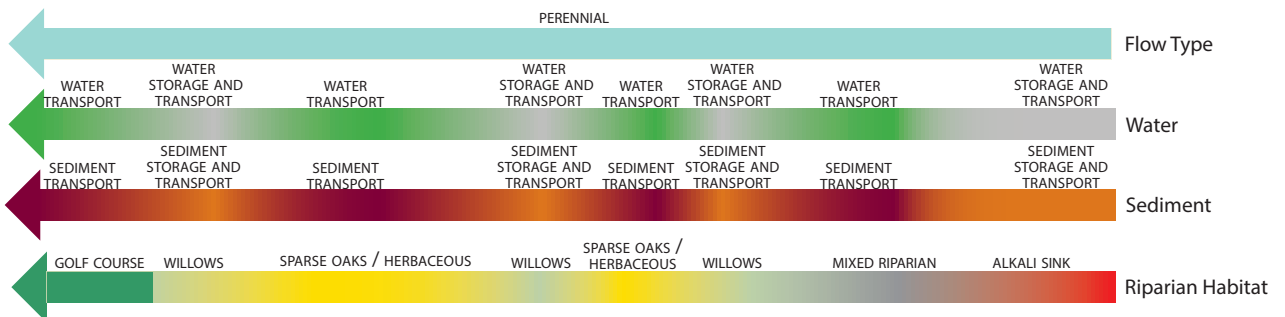 PERENNIAL
Flow Type
WATER
TRANSPORT
WATER
STORAGE AND
TRANSPORT
WATER
TRANSPORT
WATER
STORAGE AND
TRANSPORT
WATER
TRANSPORT
WATER
STORAGE AND
TRANSPORT
WATER
TRANSPORT
WATER
STORAGE AND
TRANSPORT
Water
SEDIMENT
TRANSPORT
SEDIMENT
STORAGE AND
TRANSPORT
SEDIMENT
TRANSPORT
SEDIMENT
STORAGE AND
TRANSPORT
SEDIMENT
TRANSPORT
SEDIMENT
STORAGE AND
TRANSPORT
SEDIMENT
TRANSPORT
SEDIMENT
STORAGE AND
TRANSPORT
Sediment
GOLF COURSE
WILLOWS
SPARSE OAKS / HERBACEOUS
WILLOWS
SPARSE OAKS /
HERBACEOUS
WILLOWS
MIXED RIPARIAN
ALKALI SINK
Riparian Habitat